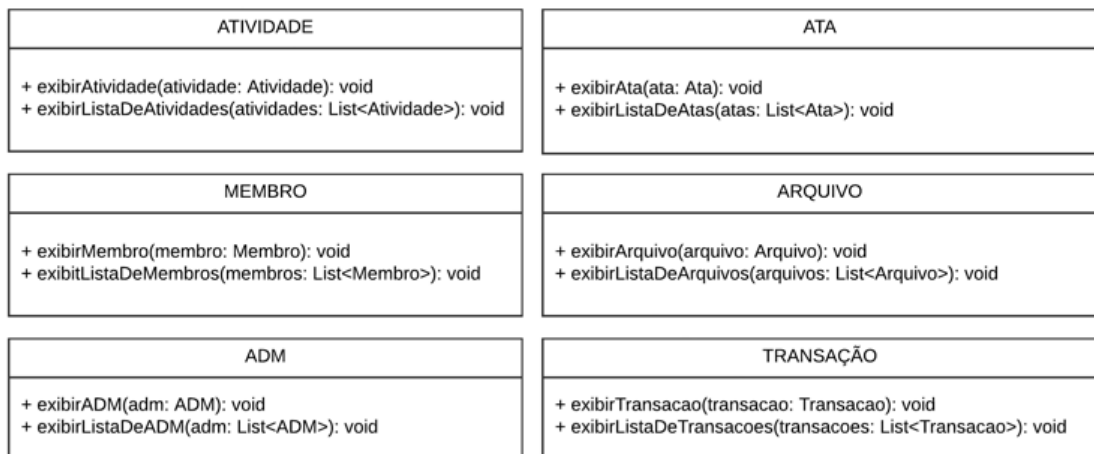 ATIVIDADE
+ exibirAtividade(atividade: Atividade): void
+ exibirListaDeAtividades(atividades: List<Atividade>): void
ATA
+ exibirAta(ata: Ata): void
+ exibirListaDeAtas(atas: List<Ata>): void
MEMBRO
+ exibirMembro(membro: Membro): void
+ exibitListaDeMembros(membros: List<Membro>): void
ARQUIVO
+ exibirArquivo(arquivo: Arquivo): void
+ exibirListaDeArquivos(arquivos: List<Arquivo>): void
ADM
+ exibirADM(adm: ADM): void
+ exibirListaDeADM(adm: List<ADM>): void
TRANSAÇÃO
+ exibirTransacao(transacao: Transacao): void
+ exibirListaDeTransacoes(transacoes: List<Transacao>): void